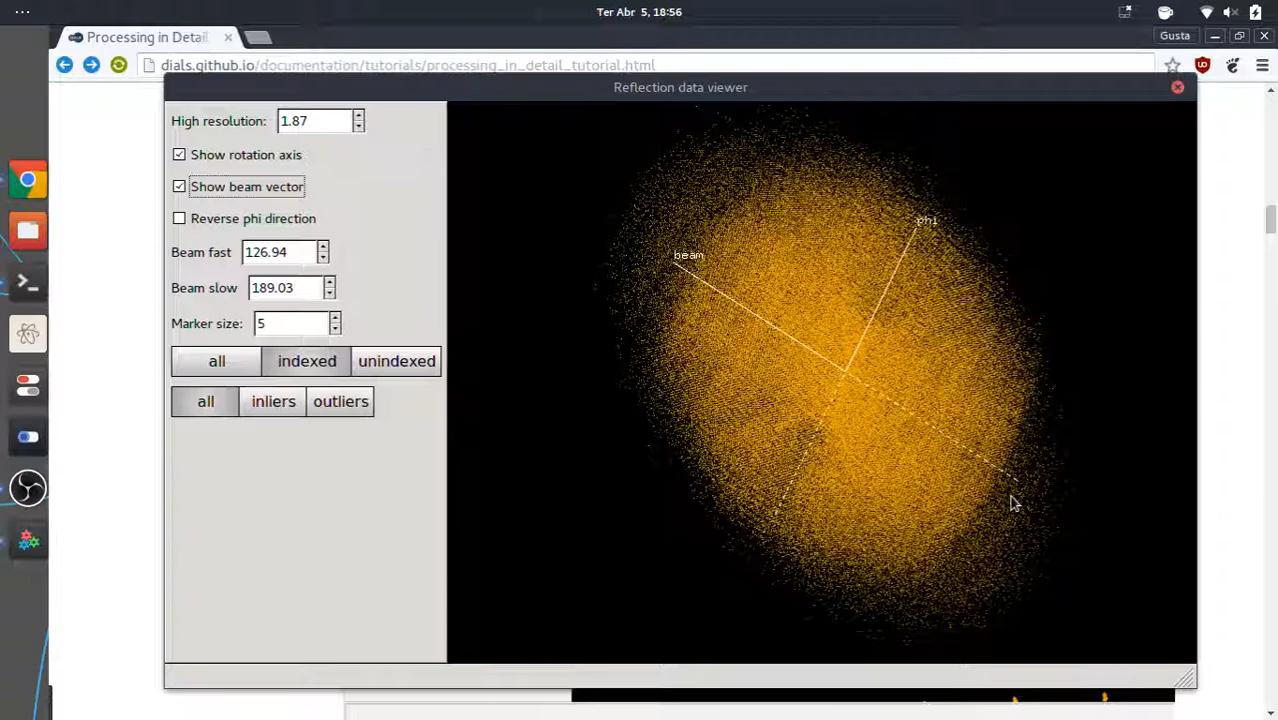 Ter Abr 5, 18:56
Processing in Detail
Gusta
dials.github.io/documentation/tutorials/processing_in_detail_tutorial.html
Reflection data viewer
High resolution: 1.87
Show rotation axis
Show beam vector
Reverse phi direction
Beam fast 126.94
Beam slow 189.03
Marker size: 5
all indexed unindexed
all inliers outliers
phi
beam